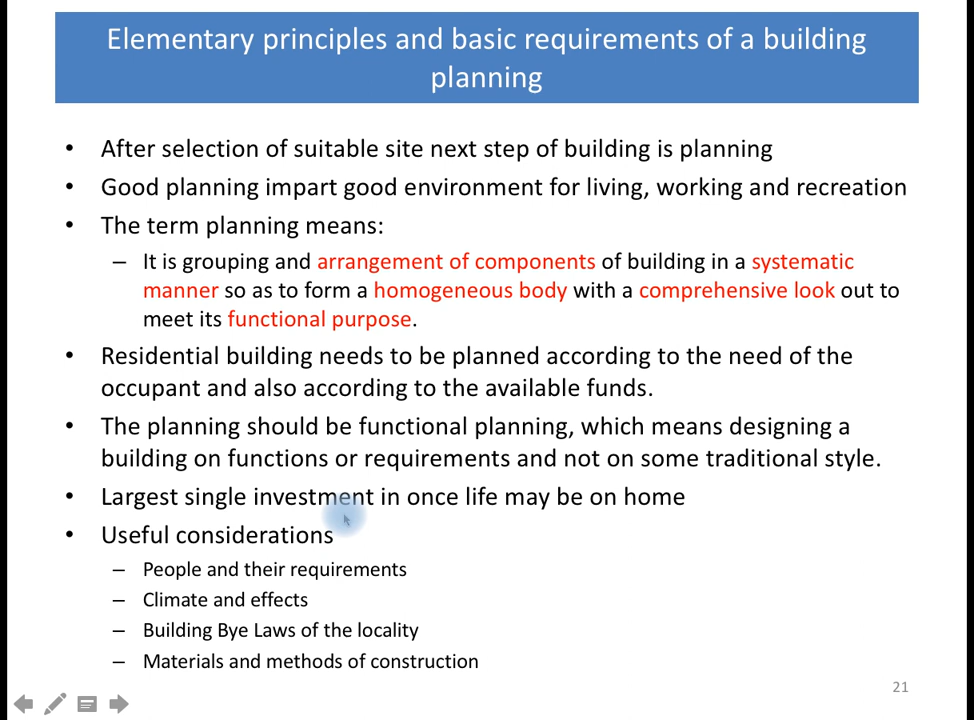 Elementary principles and basic requirements of a building
planning
• After selection of suitable site next step of building is planning
• Good planning impart good environment for living, working and recreation
• The term planning means:
– It is grouping and arrangement of components of building in a systematic
manner so as to form a homogeneous body with a comprehensive look out to
meet its functional purpose.
• Residential building needs to be planned according to the need of the
occupant and also according to the available funds.
• The planning should be functional planning, which means designing a
building on functions or requirements and not on some traditional style.
• Largest single investment in once life may be on home
• Useful considerations
– People and their requirements
– Climate and effects
– Building Bye Laws of the locality
– Materials and methods of construction
21